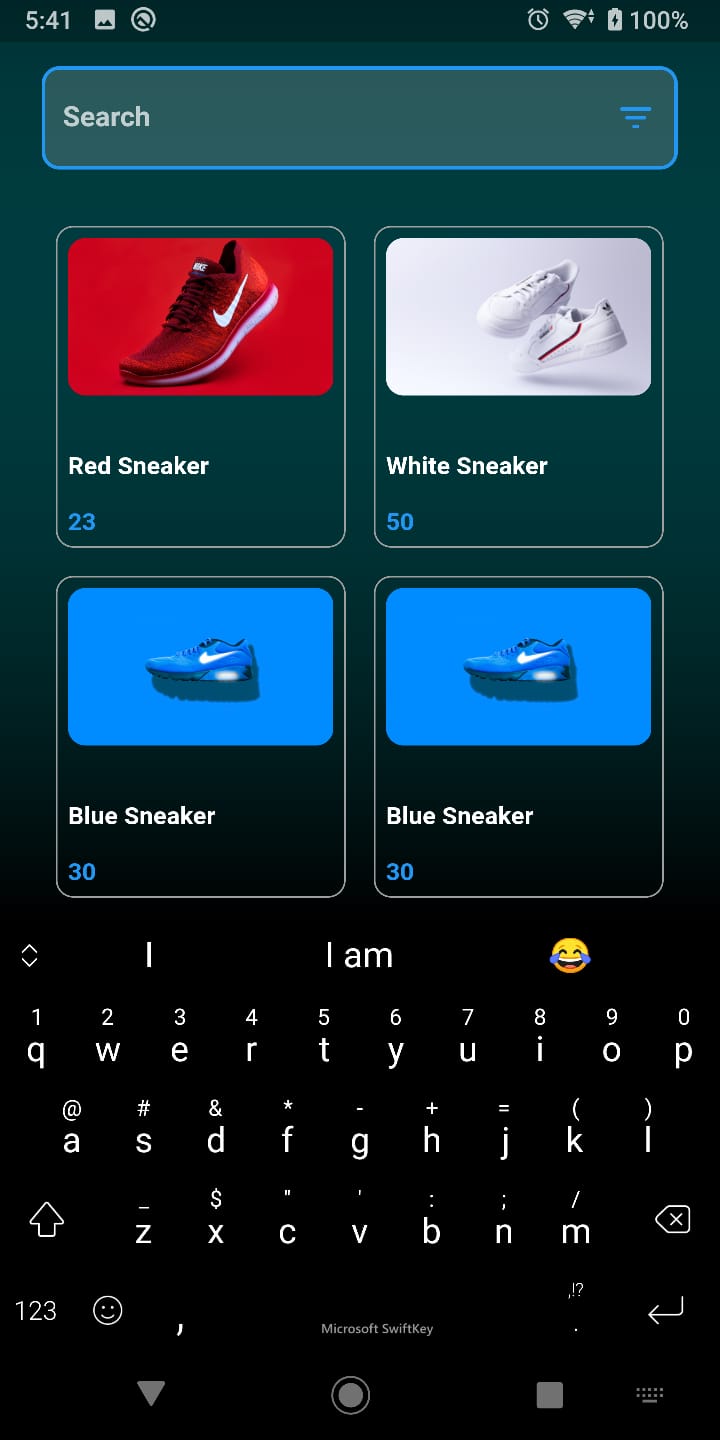 5:41 100%
Search
NIKE
Red Sneaker White Sneaker
23 50
Blue Sneaker Blue Sneaker
30 30
I I am 😂
1 2 3 4 5 6 7 8 9 0
q w e r t y u i o p
@ # & * - + = ( )
a s d f g h j k l
_ $ " ' : ; /
z x c v b n m
,!?
123 , .
Microsoft SwiftKey